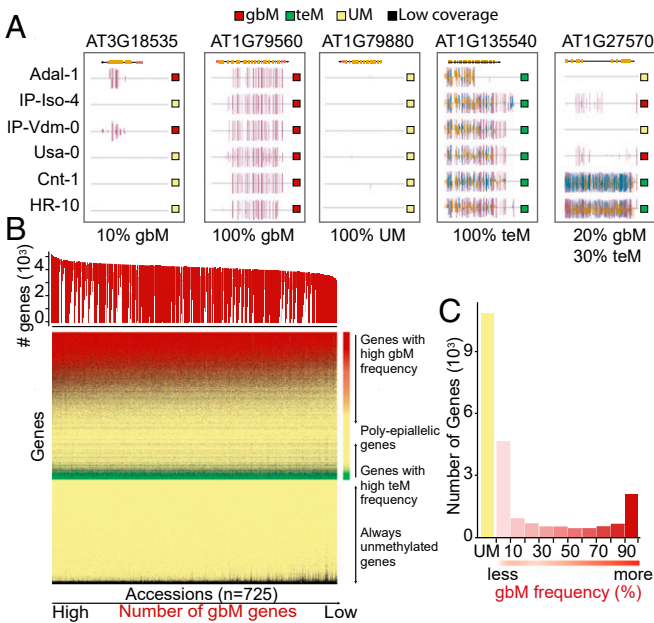 A
gbM teM UM Low coverage
AT3G18535 AT1G79560 AT1G79880 AT1G135540 AT1G27570
Adal-1
IP-Iso-4
IP-Vdm-0
Usa-0
Cnt-1
HR-10
10% gbM 100% gbM 100% UM 100% teM 20% gbM
30% teM
B
# genes (10³)
4
2
0
Genes
Genes with
high gbM
frequency
Poly-epiallelic
genes
Genes with
high teM
frequency
Always
unmethylated
genes
Accessions (n=725)
High Number of gbM genes Low
C
Number of Genes (10³)
9
6
3
0
UM 10 30 50 70 90
less more
gbM frequency (%)